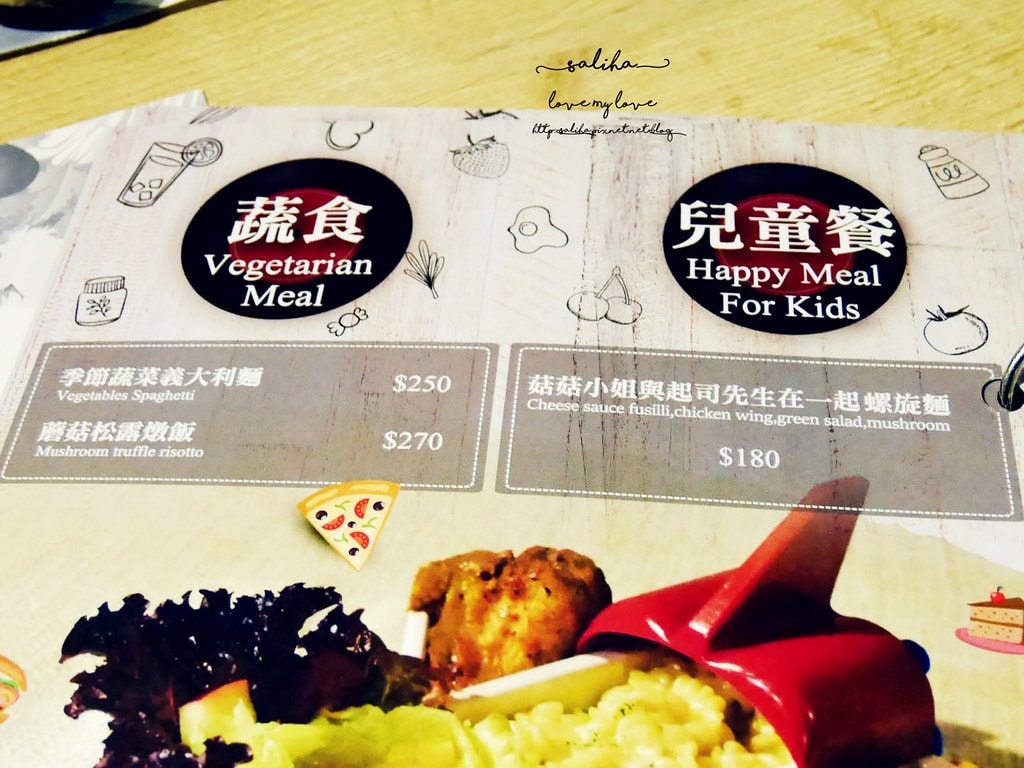 saliha
love my love
蔬食
Vegetarian
Meal
季節蔬菜義大利麵 $250
Vegetables Spaghetti
蘑菇松露燉飯 $270
Mushroom truffle risotto
兒童餐
Happy Meal
For Kids
菇菇小姐與起司先生在一起螺旋麵
Cheese sauce fusilli,chicken wing,green salad,mushroom
$180